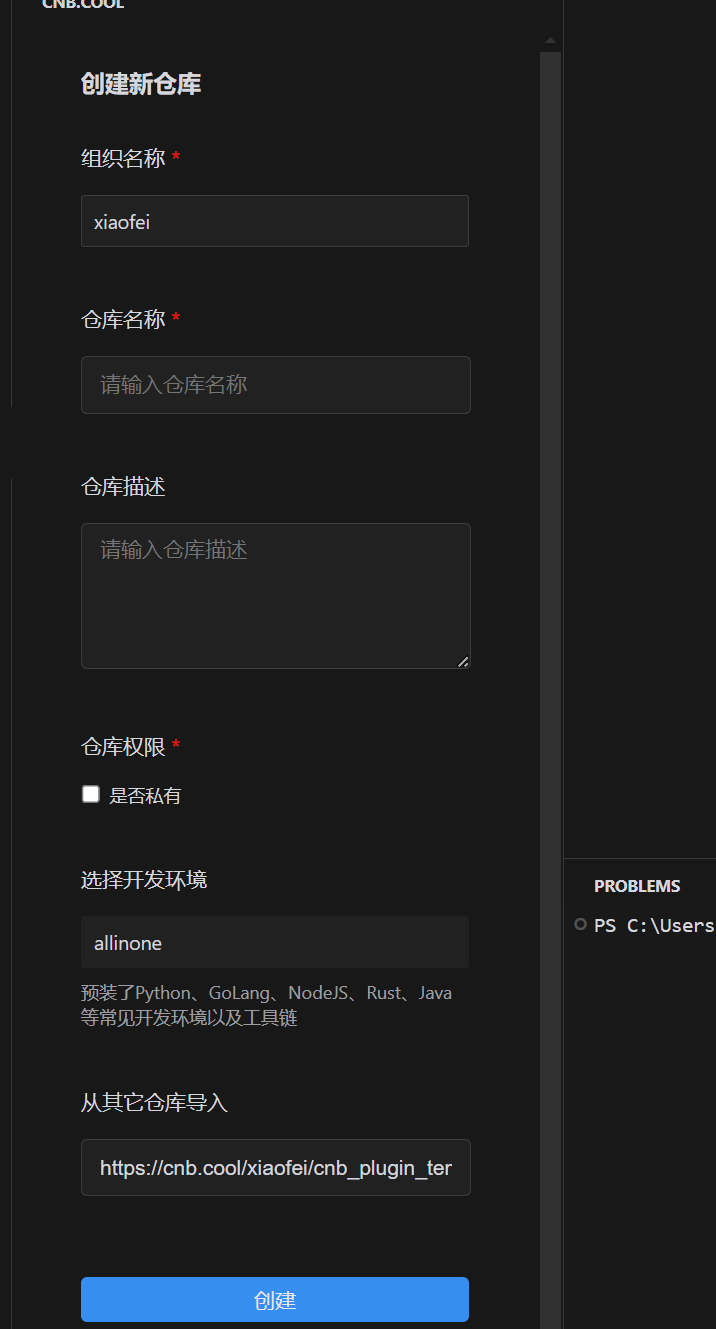 CNB.COOL
创建新仓库
组织名称 *
xiaofei
仓库名称 *
请输入仓库名称
仓库描述
请输入仓库描述
仓库权限 *
是否私有
选择开发环境
allinone
预装了Python、GoLang、NodeJS、Rust、Java
等常见开发环境以及工具链
从其它仓库导入
https://cnb.cool/xiaofei/cnb_plugin_ter
创建
PROBLEMS
PS C:\Users